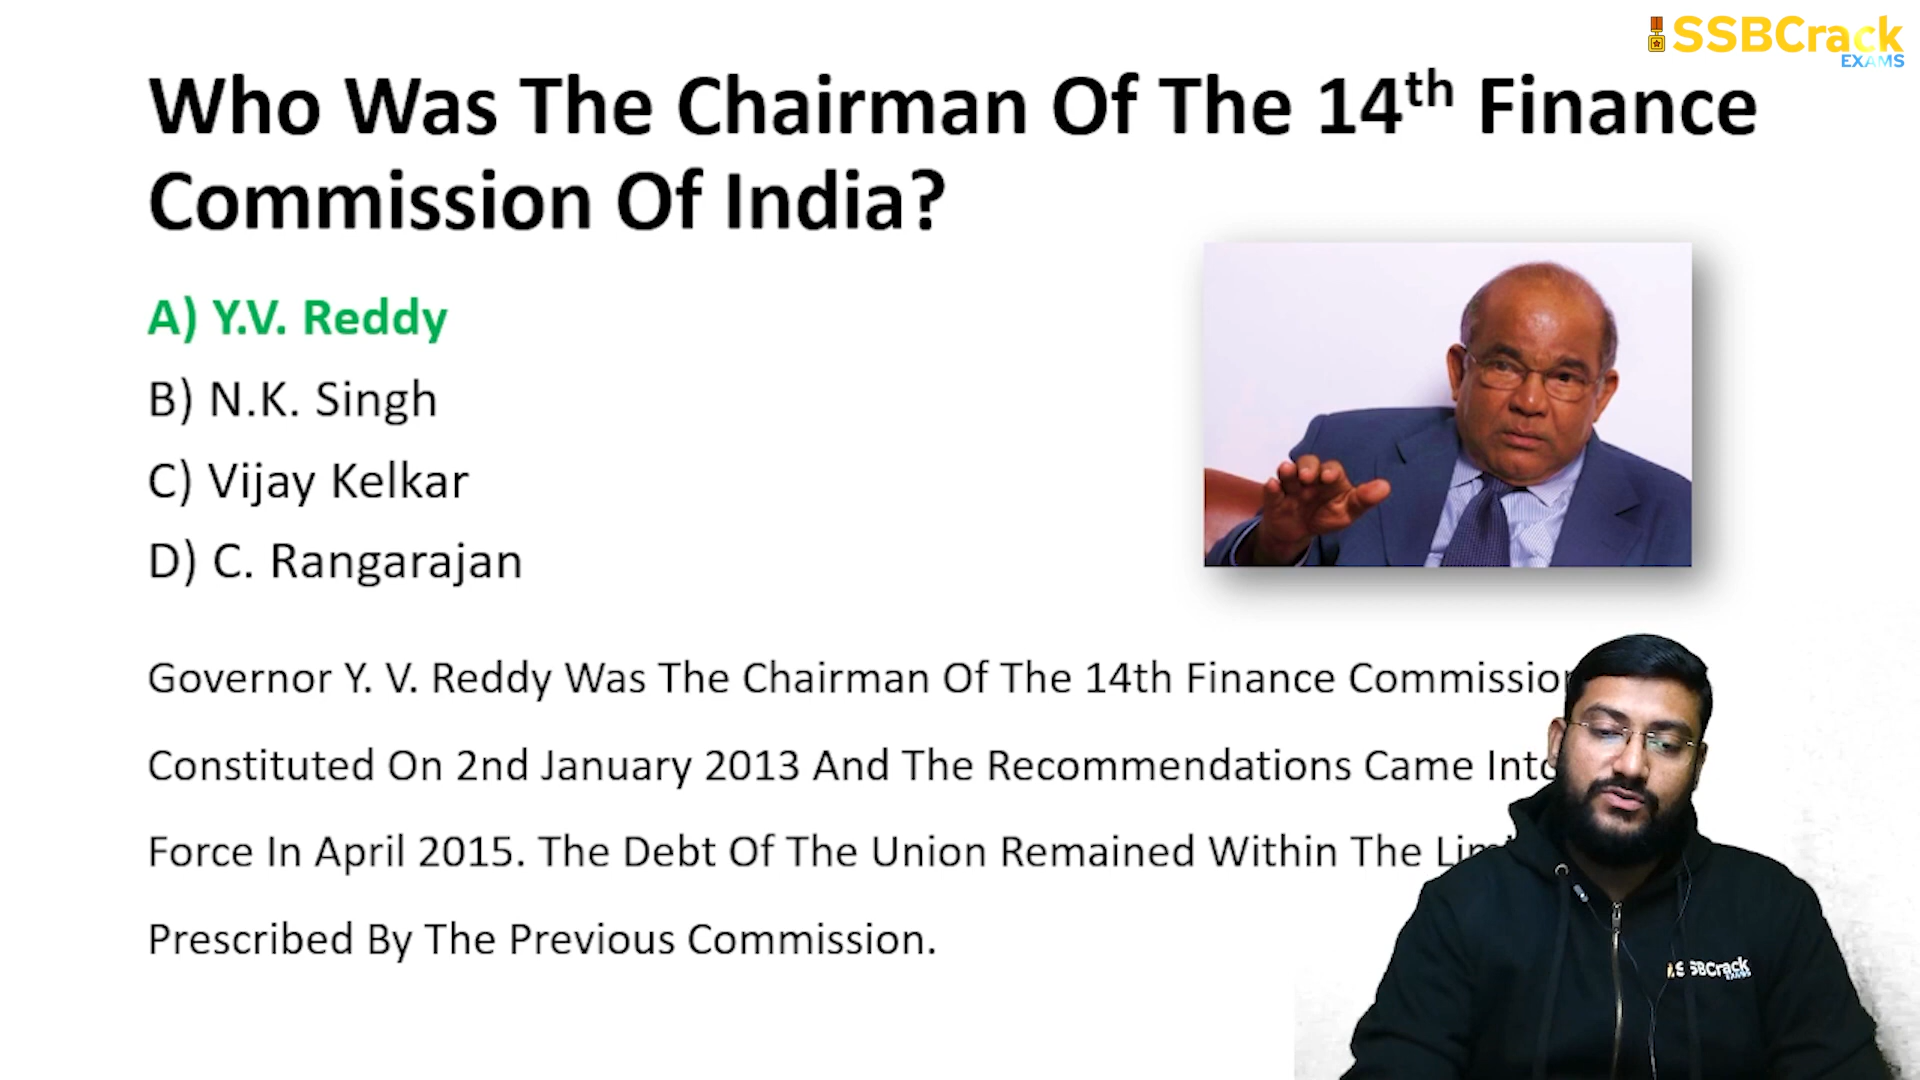 SSBCrack
EXAMS
Who Was The Chairman Of The 14th Finance
Commission Of India?
A) Y.V. Reddy
B) N.K. Singh
C) Vijay Kelkar
D) C. Rangarajan
Governor Y. V. Reddy Was The Chairman Of The 14th Finance
Constituted On 2nd January 2013 And The Recommendations Came
Force In April 2015. The Debt Of The Union Remained Within The
Prescribed By The Previous Commission.
SSBCrack
EXAMS